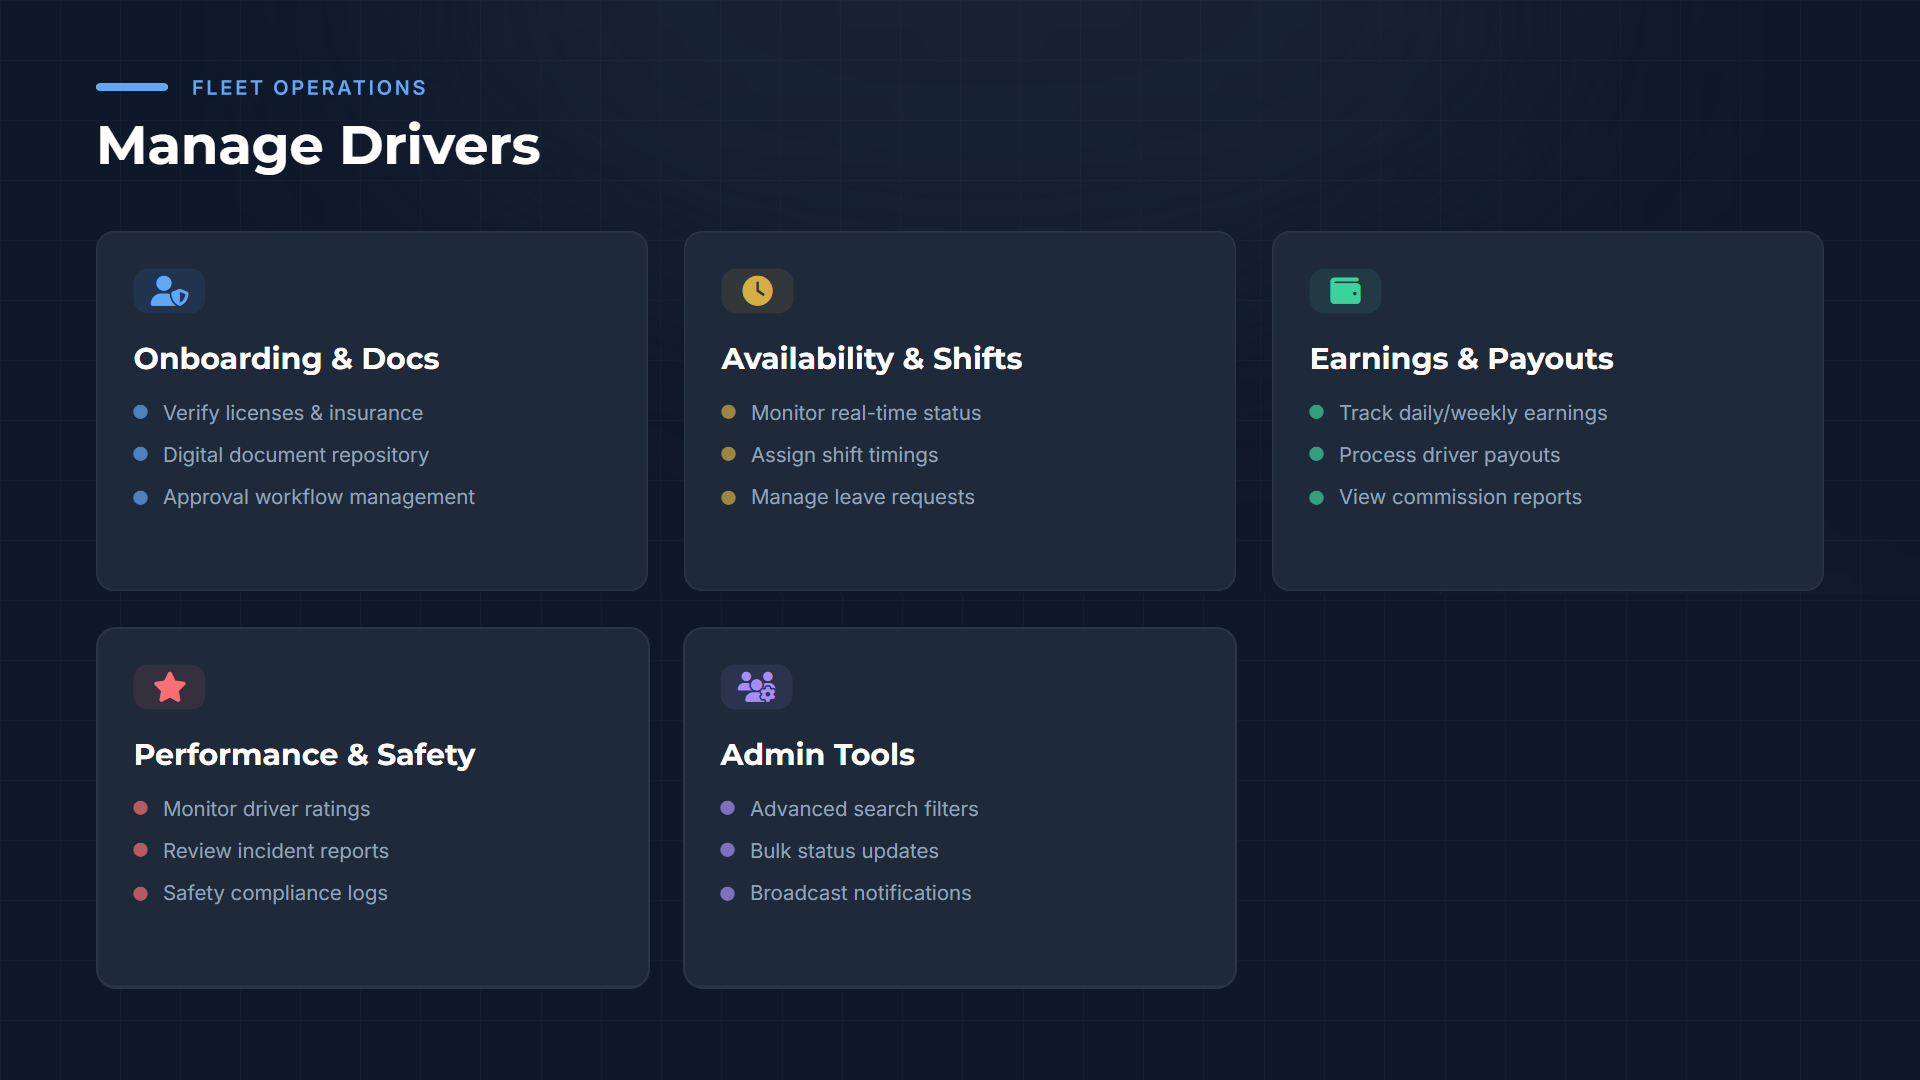 FLEET OPERATIONS
Manage Drivers
Onboarding & Docs
Verify licenses & insurance
Digital document repository
Approval workflow management
Availability & Shifts
Monitor real-time status
Assign shift timings
Manage leave requests
Earnings & Payouts
Track daily/weekly earnings
Process driver payouts
View commission reports
Performance & Safety
Monitor driver ratings
Review incident reports
Safety compliance logs
Admin Tools
Advanced search filters
Bulk status updates
Broadcast notifications